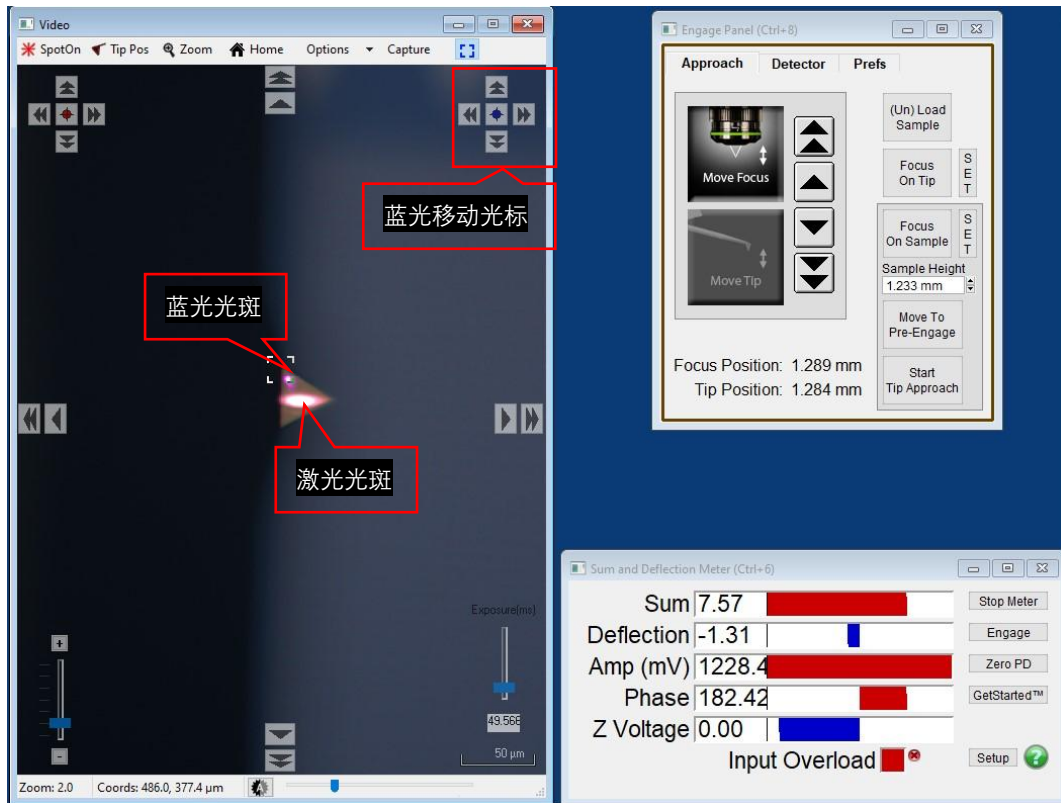 Video
SpotOn Tip Pos Zoom Home Options Capture
蓝光移动光标
蓝光光斑
激光光斑
Exposure(ms)
49.566
50 µm
+
-
Zoom: 2.0 Coords: 486.0, 377.4 µm A
Engage Panel (Ctrl+8)
Approach Detector Prefs
Move Focus
Move Tip
(Un) Load
Sample
Focus
On Tip
SET
Focus
On Sample
SET
Sample Height
1.233 mm
Move To
Pre-Engage
Start
Tip Approach
Focus Position: 1.289 mm
Tip Position: 1.284 mm
Sum and Deflection Meter (Ctrl+6)
Sum 7.57 Stop Meter
Deflection -1.31 Engage
Amp (mV) 1228.4 Zero PD
Phase 182.42 GetStarted™
Z Voltage 0.00
Input Overload Setup ?